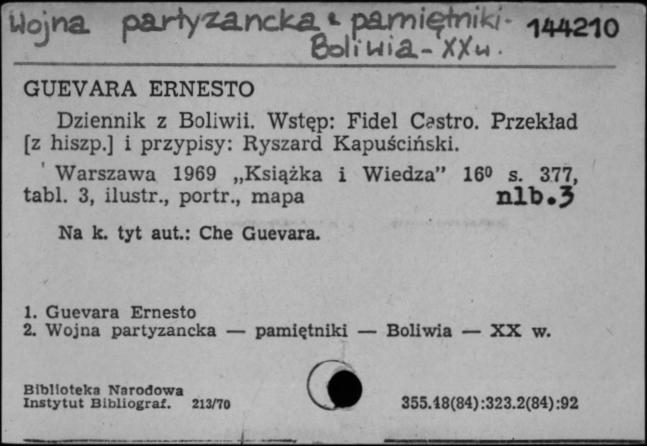 Wojna partyzancka & pamiętniki- 144210
Boliwia - XXw.
GUEVARA ERNESTO
Dziennik z Boliwii. Wstęp: Fidel Castro. Przekład
[z hiszp.] i przypisy: Ryszard Kapuściński.
Warszawa 1969 „Książka i Wiedza” 16⁰ s. 377,
tabl. 3, ilustr., portr., mapa nlb.3
Na k. tyt aut.: Che Guevara.
1. Guevara Ernesto
2. Wojna partyzancka — pamiętniki — Boliwia — XX w.
Biblioteka Narodowa
Instytut Bibliograf. 213/70 355.48(84):323.2(84):92